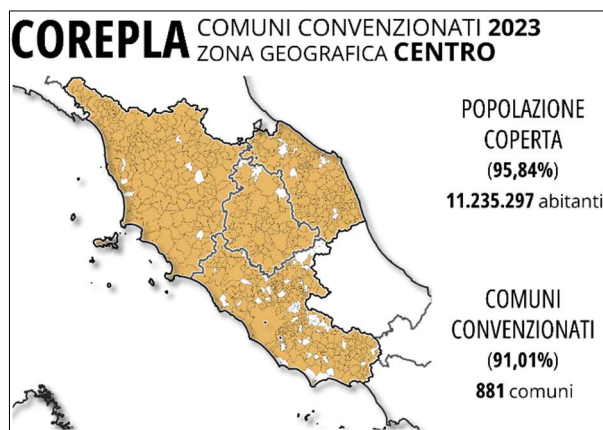 COREPLA COMUNI CONVENZIONATI 2023
ZONA GEOGRAFICA CENTRO
POPOLAZIONE
COPERTA
(95,84%)
11.235.297 abitanti
COMUNI
CONVENZIONATI
(91,01%)
881 comuni